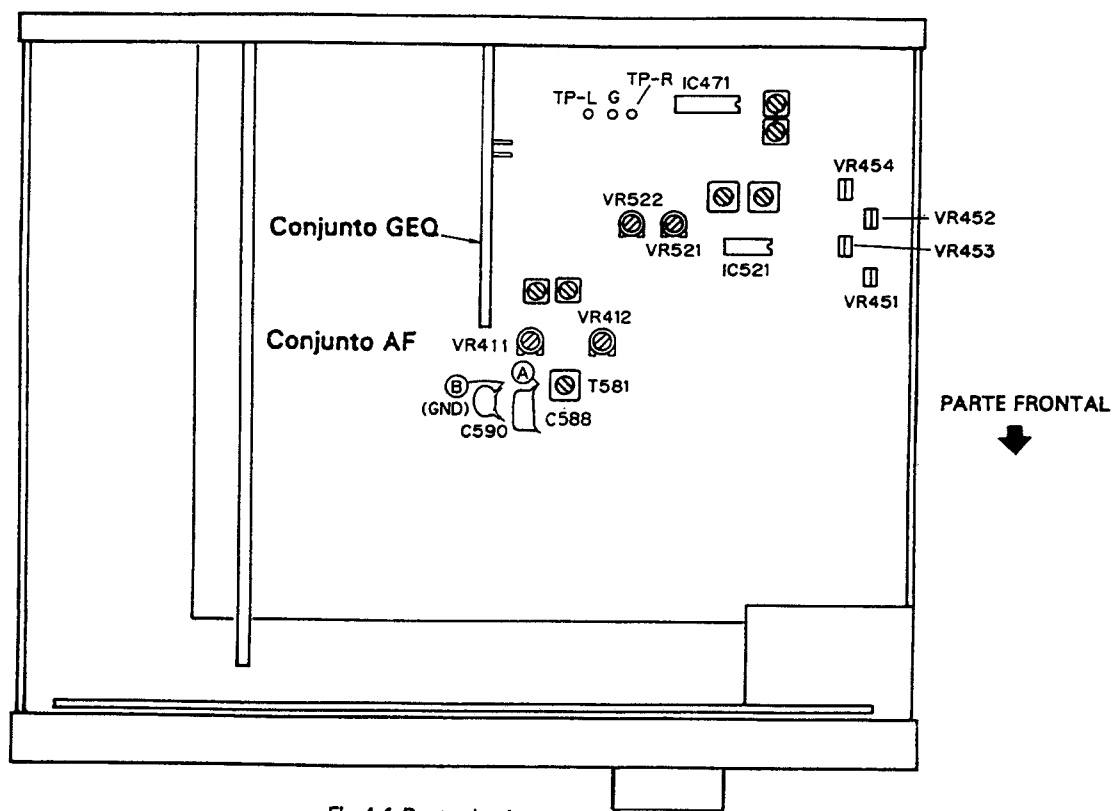 TP-L G TP-R IC471
VR454
VR522
VR452
Conjunto GEQ
VR521
IC521
VR453
VR451
VR412
Conjunto AF
VR411
A
B
T581
(GND)
C590
C588
PARTE FRONTAL